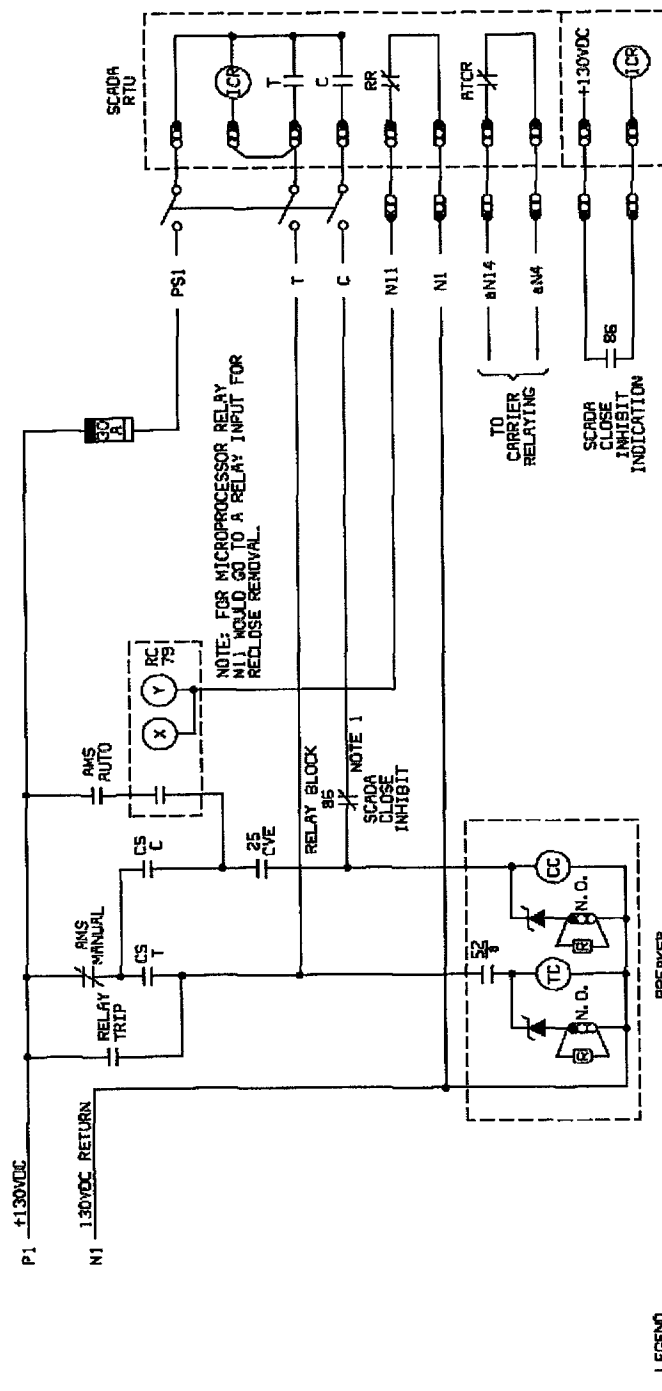 P1
+130VDC
N1
130VDC RETURN
RELAY
TRIP
AMS
MANUAL
CS
T
CS
C
AMS
AUTO
25
CVE
RC
79
X
Y
NOTE: FOR MICROPROCESSOR RELAY
N11 WOULD GO TO A RELAY INPUT FOR
RECLOSE REMOVAL.
30
A
RELAY BLOCK
86
NOTE 1
SCADA
CLOSE
INHIBIT
52
a
TC
N.O.
R
CC
N.O.
R
BREAKER
PS1
T
C
N11
N1
aN14
aN4
TO
CARRIER
RELAYING
SCADA
CLOSE
INHIBIT
INDICATION
86
SCADA
RTU
ICR
T
C
RR
ATCR
+130VDC
ICR
LEGEND